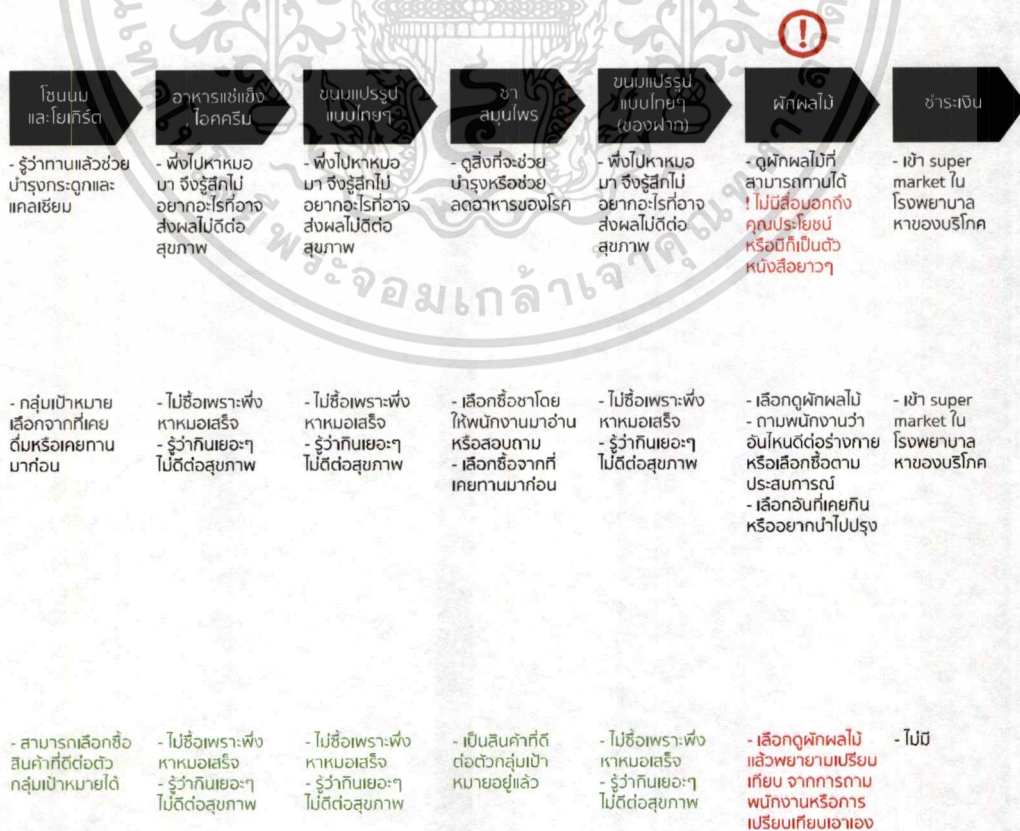 โซนนม
และโยเกิร์ต
อาหารแช่แข็ง
ไอศครีม
ขนมแปรรูป
แบบไทยๆ
ชา
สมุนไพร
ขนมแปรรูป
แบบไทยๆ
(ของฝาก)
ผักผลไม้
ชำระเงิน
- รู้ว่าทานแล้วช่วย
บำรุงกระดูกและ
แคลเซียม
- พึ่งไปหาหมอ
มา จึงรู้สึกไม่
อยากอะไรที่อาจ
ส่งผลไม่ดีต่อ
สุขภาพ
- พึ่งไปหาหมอ
มา จึงรู้สึกไม่
อยากอะไรที่อาจ
ส่งผลไม่ดีต่อ
สุขภาพ
- ดูสิ่งที่จะช่วย
บำรุงหรือช่วย
ลดอาหารของโรค
- พึ่งไปหาหมอ
มา จึงรู้สึกไม่
อยากอะไรที่อาจ
ส่งผลไม่ดีต่อ
สุขภาพ
- ดูผักผลไม้ที่
สามารถทานได้
! ไม่มีสื่อบอกถึง
คุณประโยชน์
หรือมีก็เป็นตัว
หนังสือยาวๆ
- เข้า super
market ใน
โรงพยาบาล
หาของบริโภค
พระจอมเกล้าเจ้าคุณทหาร
- กลุ่มเป้าหมาย
เลือกจากที่เคย
ดื่มหรือเคยทาน
มาก่อน
- ไม่ซื้อเพราะพึ่ง
หาหมอเสร็จ
- รู้ว่ากินเยอะๆ
ไม่ดีต่อสุขภาพ
- ไม่ซื้อเพราะพึ่ง
หาหมอเสร็จ
- รู้ว่ากินเยอะๆ
ไม่ดีต่อสุขภาพ
- เลือกซื้อชาโดย
ให้พนักงานมาอ่าน
หรือสอบถาม
- เลือกซื้อจากที่
เคยทานมาก่อน
- ไม่ซื้อเพราะพึ่ง
หาหมอเสร็จ
- รู้ว่ากินเยอะๆ
ไม่ดีต่อสุขภาพ
- เลือกดูผักผลไม้
- ถามพนักงานว่า
อันไหนดีต่อร่างกาย
หรือเลือกซื้อตาม
ประสบการณ์
- เลือกอันที่เคยกิน
หรืออยากนำไปปรุง
- เข้า super
market ใน
โรงพยาบาล
หาของบริโภค
- สามารถเลือกซื้อ
สินค้าที่ดีต่อตัว
กลุ่มเป้าหมายได้
- ไม่ซื้อเพราะพึ่ง
หาหมอเสร็จ
- รู้ว่ากินเยอะๆ
ไม่ดีต่อสุขภาพ
- ไม่ซื้อเพราะพึ่ง
หาหมอเสร็จ
- รู้ว่ากินเยอะๆ
ไม่ดีต่อสุขภาพ
- เป็นสินค้าที่ดี
ต่อตัวกลุ่มเป้า
หมายอยู่แล้ว
- ไม่ซื้อเพราะพึ่ง
หาหมอเสร็จ
- รู้ว่ากินเยอะๆ
ไม่ดีต่อสุขภาพ
- เลือกดูผักผลไม้
แล้วพยายามเปรียบ
เทียบ จากการถาม
พนักงานหรือการ
เปรียบเทียบเอาเอง
- ไม่มี